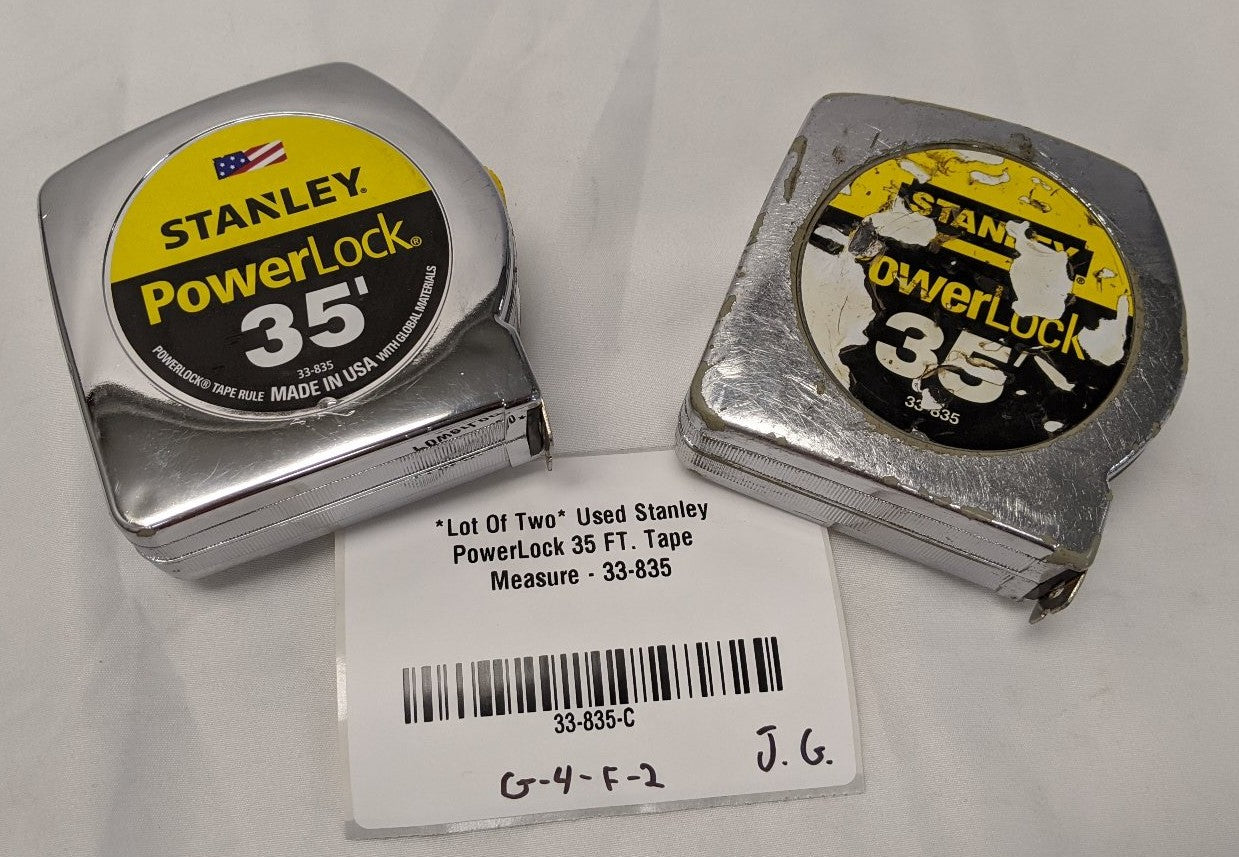 STANLEY®
PowerLock®
35'
33-835
POWERLOCK® TAPE RULE MADE IN USA WITH GLOBAL MATERIALS
STANLEY®
owerLock
35'
33-835
*Lot Of Two* Used Stanley
PowerLock 35 FT. Tape
Measure - 33-835
33-835-C
G-4-F-2
J.G.